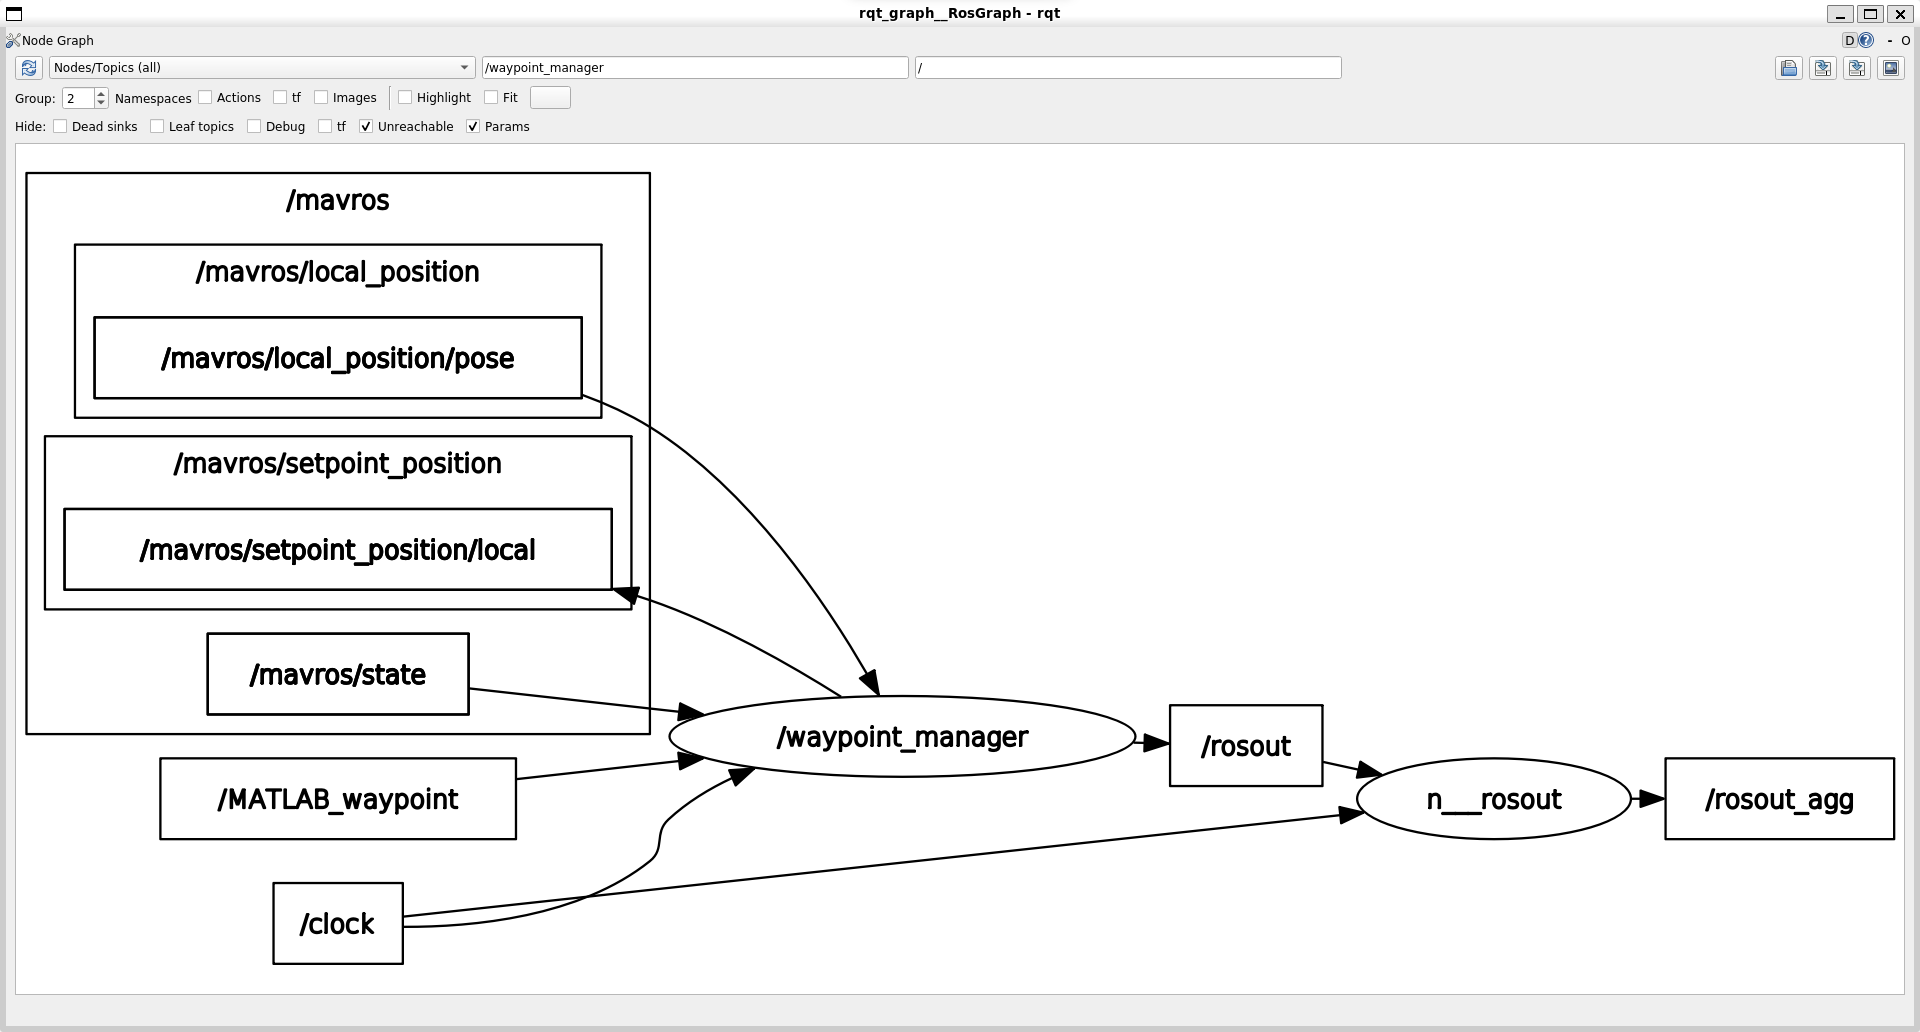 rqt_graph__RosGraph - rqt
Node Graph
D ? - O
Nodes/Topics (all) /waypoint_manager /
Group: 2 Namespaces Actions tf Images Highlight Fit
Hide: Dead sinks Leaf topics Debug tf Unreachable Params
/mavros
/mavros/local_position
/mavros/local_position/pose
/mavros/setpoint_position
/mavros/setpoint_position/local
/mavros/state
/waypoint_manager
/rosout
/MATLAB_waypoint
n___rosout
/rosout_agg
/clock